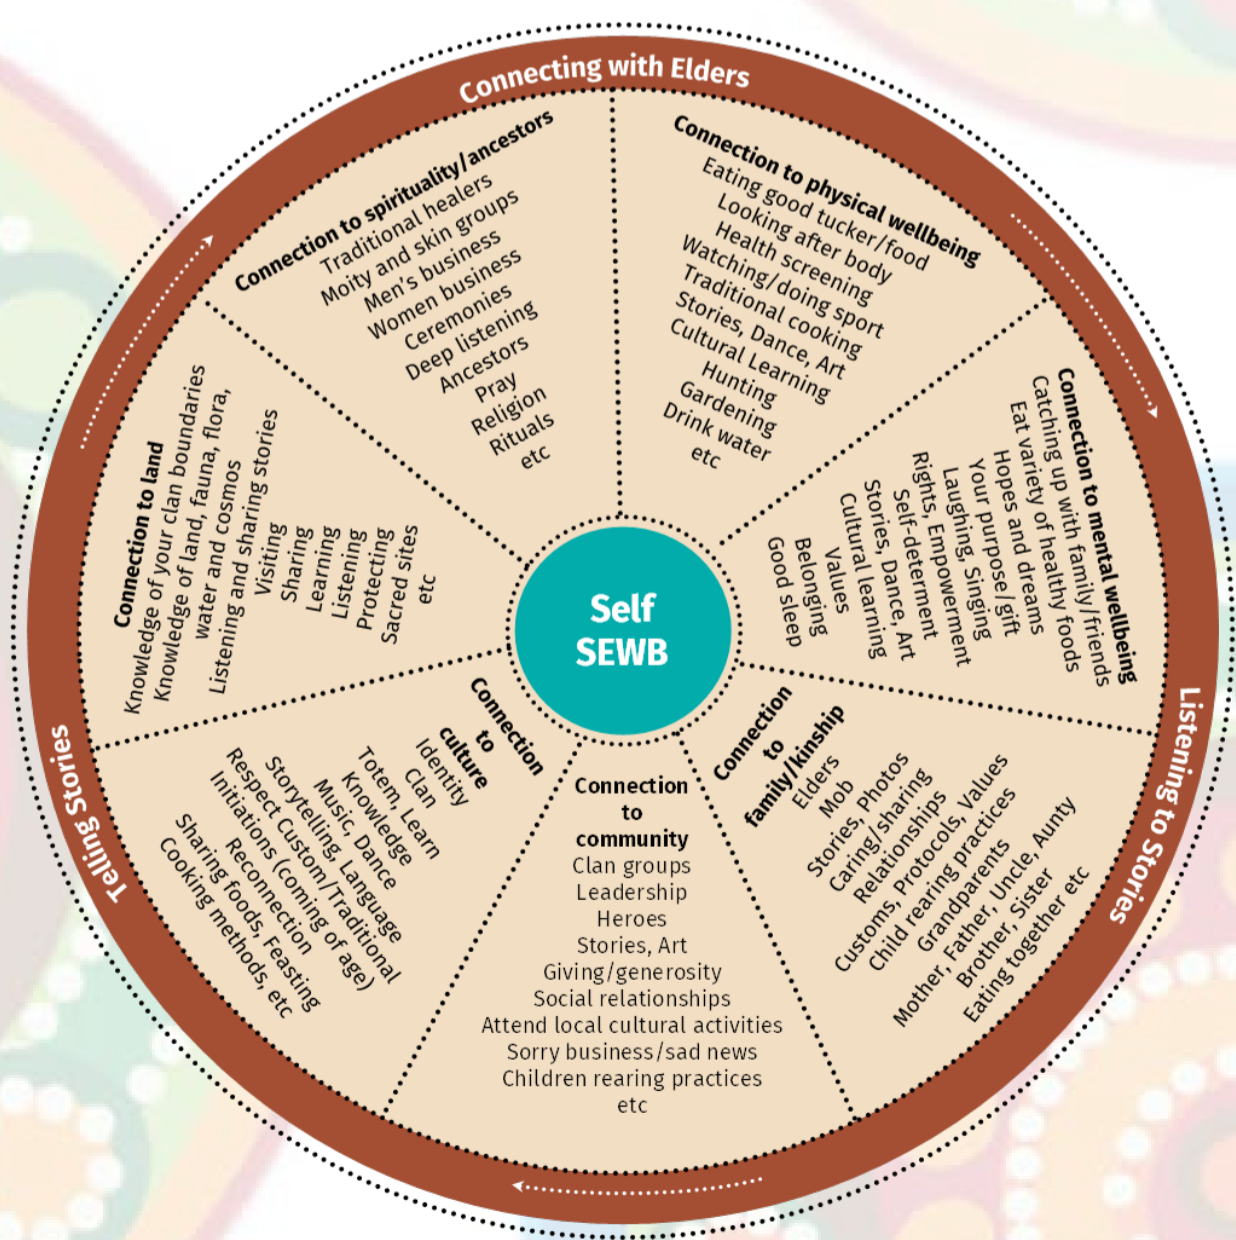 Connecting with Elders
Connection to physical wellbeing
Eating good tucker/food
Looking after body
Health screening
Watching/doing sport
Traditional cooking
Stories, Dance, Art
Cultural Learning
Hunting
Gardening
Drink water
etc
Connection to mental wellbeing
Catching up with family/friends
Eat variety of healthy foods
Hopes and dreams
Your purpose/gift
Laughing, Singing
Rights, Empowerment
Self-determent
Stories, Dance, Art
Cultural learning
Values
Belonging
Good sleep
Listening to Stories
Connection
to
family/kinship
Elders
Mob
Stories, Photos
Caring/sharing
Relationships
Customs, Protocols, Values
Child rearing practices
Grandparents
Mother, Father, Uncle, Aunty
Brother, Sister
Eating together etc
Connection
to
community
Clan groups
Leadership
Heroes
Stories, Art
Giving/generosity
Social relationships
Attend local cultural activities
Sorry business/sad news
Children rearing practices
etc
Connection
to
culture
Identity
Clan
Totem, Learn
Knowledge
Music, Dance
Storytelling, Language
Respect Custom/Traditional
Initiations (coming of age)
Reconnection
Sharing foods, Feasting
Cooking methods, etc
Telling Stories
Connection to land
Knowledge of your clan boundaries
Knowledge of land, fauna, flora,
water and cosmos
Listening and sharing stories
Visiting
Sharing
Learning
Listening
Protecting
Sacred sites
etc
Connection to spirituality/ancestors
Traditional healers
Moity and skin groups
Men's business
Women business
Ceremonies
Deep listening
Ancestors
Pray
Religion
Rituals
etc
Self
SEWB